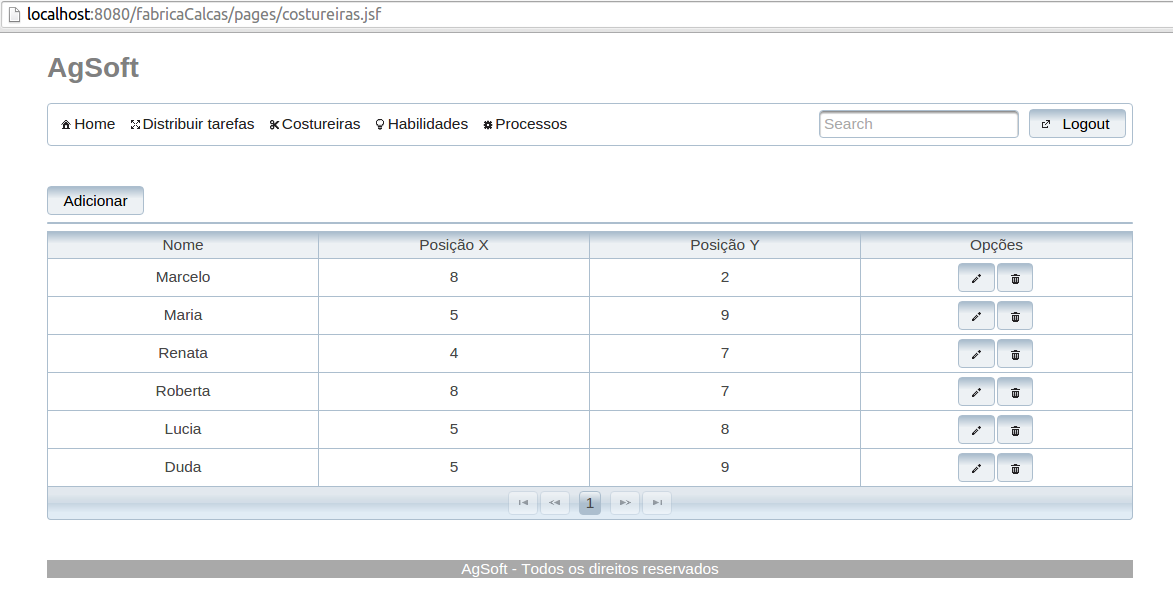 localhost:8080/fabricaCalcas/pages/costureiras.jsf
AgSoft
Home Distribuir tarefas Costureiras Habilidades Processos Search Logout
Adicionar
Nome Posição X Posição Y Opções
Marcelo 8 2
Maria 5 9
Renata 4 7
Roberta 8 7
Lucia 5 8
Duda 5 9
1
AgSoft - Todos os direitos reservados